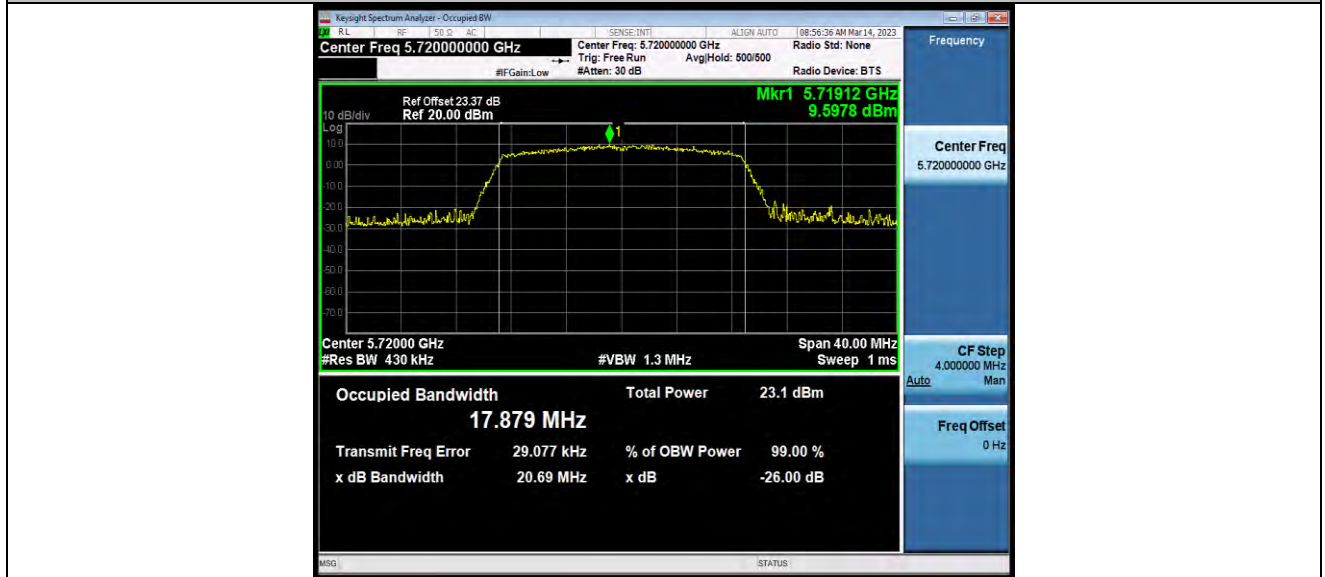 Keysight Spectrum Analyzer - Occupied BW
RL RF 50 Ω AC SENSE:INT ALIGN AUTO 08:56:36 AM Mar 14, 2023
Center Freq 5.720000000 GHz
Center Freq: 5.720000000 GHz Radio Std: None
Trig: Free Run Avg|Hold: 500/500
#IFGain:Low #Atten: 30 dB Radio Device: BTS
Frequency
Mkr1 5.71912 GHz
9.5978 dBm
Ref Offset 23.37 dB
10 dB/div Ref 20.00 dBm
Log
1
10.0
0.00
-10.0
-20.0
-30.0
-40.0
-50.0
-60.0
-70.0
Center 5.72000 GHz Span 40.00 MHz
#Res BW 430 kHz #VBW 1.3 MHz Sweep 1 ms
Center Freq
5.720000000 GHz
CF Step
4.000000 MHz
Auto Man
Freq Offset
0 Hz
Occupied Bandwidth Total Power 23.1 dBm
17.879 MHz
Transmit Freq Error 29.077 kHz % of OBW Power 99.00 %
x dB Bandwidth 20.69 MHz x dB -26.00 dB
MSG STATUS